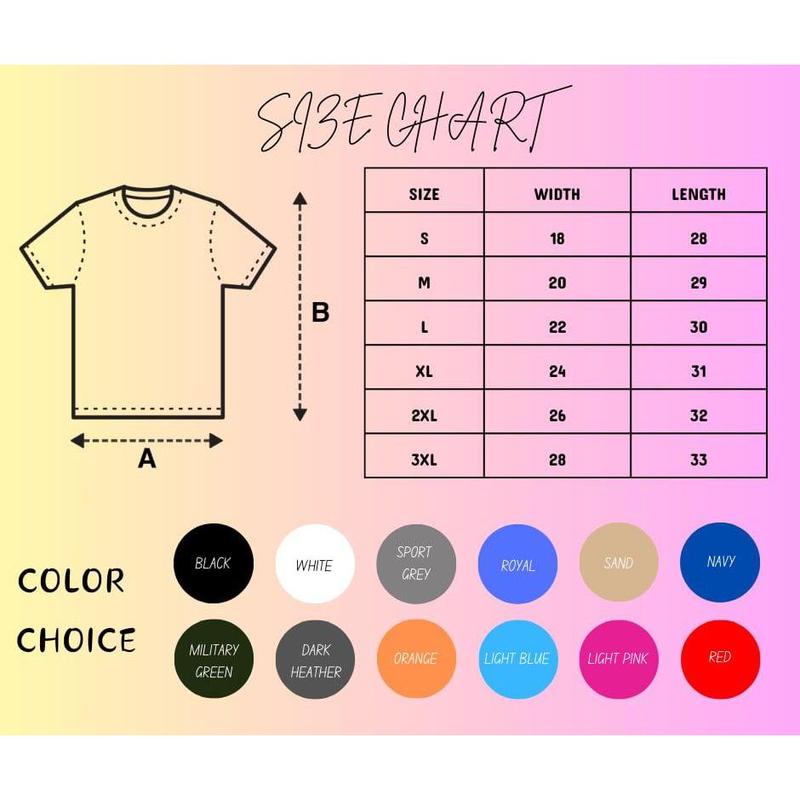 SIZE CHART
SIZE WIDTH LENGTH
S 18 28
M 20 29
L 22 30
XL 24 31
2XL 26 32
3XL 28 33
B
A
COLOR
CHOICE
BLACK
WHITE
SPORT
GREY
ROYAL
SAND
NAVY
MILITARY
GREEN
DARK
HEATHER
ORANGE
LIGHT BLUE
LIGHT PINK
RED